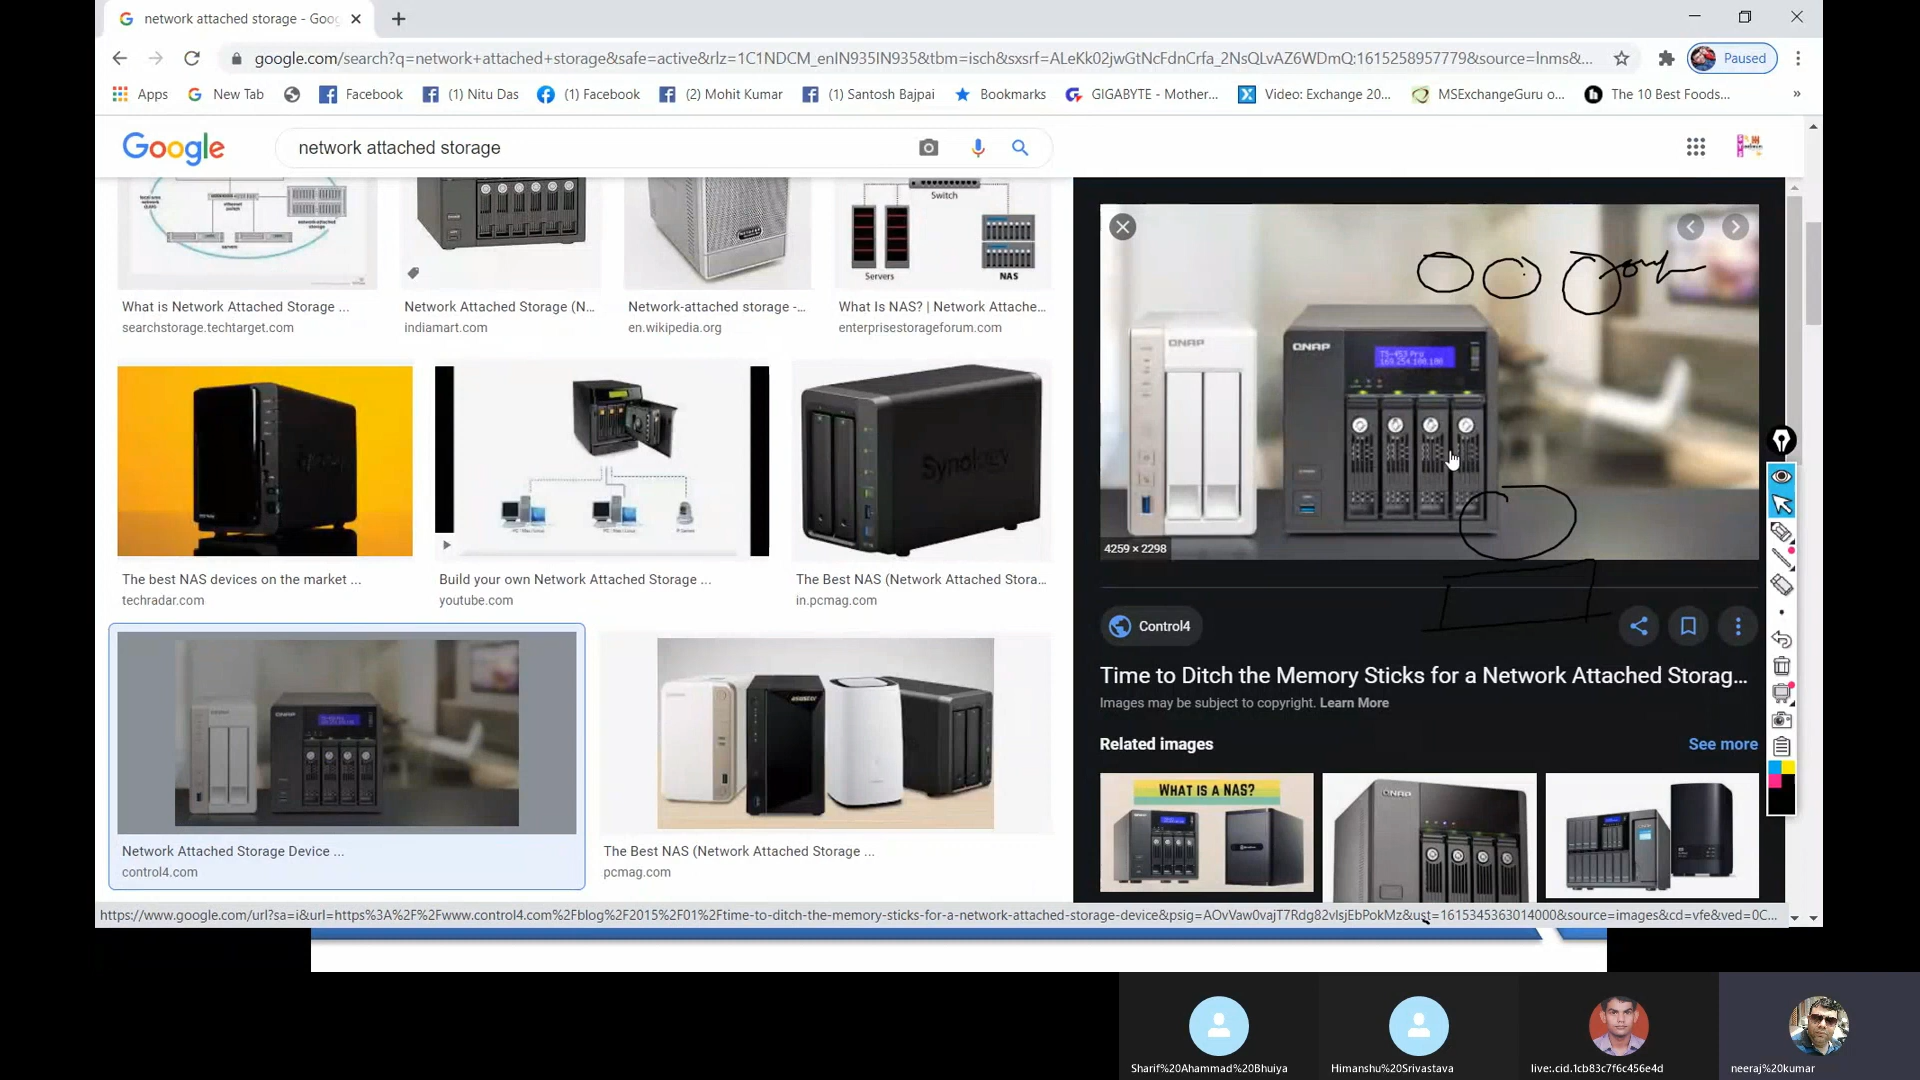 network attached storage - Goo
google.com/search?q=network+attached+storage&safe=active&rlz=1C1NDCM_enIN935IN935&tbm=isch&sxsrf=ALeKk02jwGtNcFdnCrfa_2NsQLvAZ6WDmQ:1615258957779&source=lnms&...
Paused
Apps
New Tab
Facebook
(1) Nitu Das
(1) Facebook
(2) Mohit Kumar
(1) Santosh Bajpai
Bookmarks
GIGABYTE - Mother...
Video: Exchange 20...
MSExchangeGuru o...
The 10 Best Foods...
»
Google
network attached storage
Switch
Servers
NAS
What is Network Attached Storage ...
searchstorage.techtarget.com
Network Attached Storage (N...
indiamart.com
Network-attached storage -...
en.wikipedia.org
What Is NAS? | Network Attache...
enterprisestorageforum.com
Synology
The best NAS devices on the market ...
techradar.com
Build your own Network Attached Storage ...
youtube.com
The Best NAS (Network Attached Stora...
in.pcmag.com
Network Attached Storage Device ...
control4.com
The Best NAS (Network Attached Storage ...
pcmag.com
QNAP
QNAP
TS-453 Pro
169.254.100.100
4259 × 2298
Control4
Time to Ditch the Memory Sticks for a Network Attached Storag...
Images may be subject to copyright. Learn More
Related images
See more
WHAT IS A NAS?
QNAP
https://www.google.com/url?sa=i&url=https%3A%2F%2Fwww.control4.com%2Fblog%2F2015%2F01%2Ftime-to-ditch-the-memory-sticks-for-a-network-attached-storage-device&psig=AOvVaw0vajT7Rdg82vlsjEbPokMz&ust=1615345363014000&source=images&cd=vfe&ved=0C...
Sharif%20Ahammad%20Bhuiya
Himanshu%20Srivastava
live:.cid.1cb83c7f6c456e4d
neeraj%20kumar